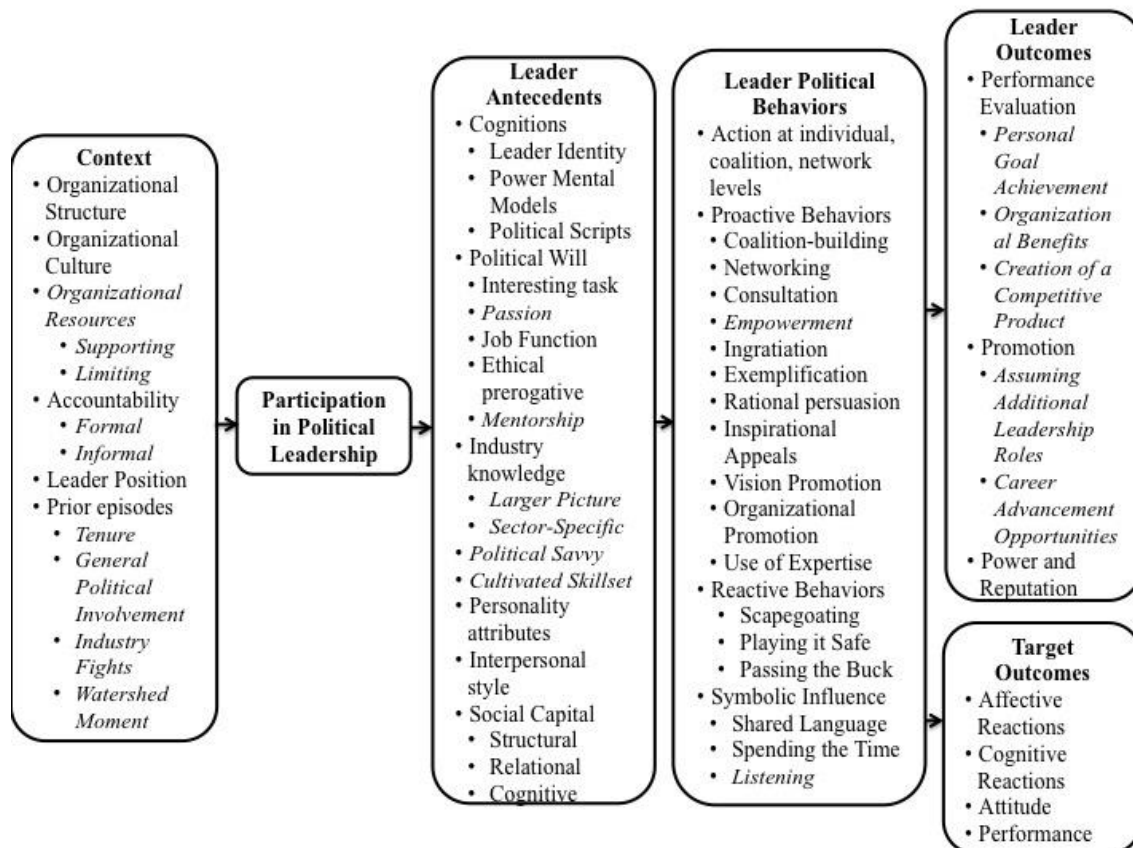 Context
• Organizational
Structure
• Organizational
Culture
• Organizational
Resources
• Supporting
• Limiting
• Accountability
• Formal
• Informal
• Leader Position
• Prior episodes
• Tenure
• General
Political
Involvement
• Industry
Fights
• Watershed
Moment
Participation
in Political
Leadership
Leader
Antecedents
• Cognitions
• Leader Identity
• Power Mental
Models
• Political Scripts
• Political Will
• Interesting task
• Passion
• Job Function
• Ethical
prerogative
• Mentorship
• Industry
knowledge
• Larger Picture
• Sector-Specific
• Political Savvy
• Cultivated Skillset
• Personality
attributes
• Interpersonal
style
• Social Capital
• Structural
• Relational
• Cognitive
Leader Political
Behaviors
• Action at individual,
coalition, network
levels
• Proactive Behaviors
• Coalition-building
• Networking
• Consultation
• Empowerment
• Ingratiation
• Exemplification
• Rational persuasion
• Inspirational
Appeals
• Vision Promotion
• Organizational
Promotion
• Use of Expertise
• Reactive Behaviors
• Scapegoating
• Playing it Safe
• Passing the Buck
• Symbolic Influence
• Shared Language
• Spending the Time
• Listening
Leader
Outcomes
• Performance
Evaluation
• Personal
Goal
Achievement
• Organization
al Benefits
• Creation of a
Competitive
Product
• Promotion
• Assuming
Additional
Leadership
Roles
• Career
Advancement
Opportunities
• Power and
Reputation
Target
Outcomes
• Affective
Reactions
• Cognitive
Reactions
• Attitude
• Performance